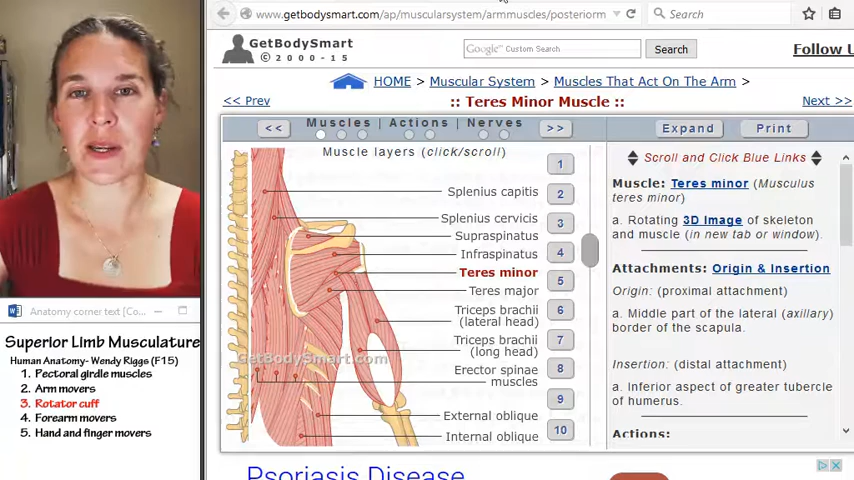 www.getbodysmart.com/ap/muscularsystem/armmuscles/posteriorm
Search
GetBodySmart
© 2000-15
Google™ Custom Search
Search
Follow U
HOME > Muscular System > Muscles That Act On The Arm >
<< Prev
:: Teres Minor Muscle ::
Next >>
<<
Muscles | Actions | Nerves
>>
Expand
Print
Muscle layers (click/scroll)
Splenius capitis
Splenius cervicis
Supraspinatus
Infraspinatus
Teres minor
Teres major
Triceps brachii
(lateral head)
Triceps brachii
(long head)
Erector spinae
muscles
External oblique
Internal oblique
GetBodySmart.com
1
2
3
4
5
6
7
8
9
10
Scroll and Click Blue Links
Muscle: Teres minor (Musculus
teres minor)
a. Rotating 3D Image of skeleton
and muscle (in new tab or window).
Attachments: Origin & Insertion
Origin: (proximal attachment)
a. Middle part of the lateral (axillary)
border of the scapula.
Insertion: (distal attachment)
a. Inferior aspect of greater tubercle
of humerus.
Actions:
Psoriasis Disease
Anatomy corner text [Co...
Superior Limb Musculature
Human Anatomy- Wendy Riggs (F15)
1. Pectoral girdle muscles
2. Arm movers
3. Rotator cuff
4. Forearm movers
5. Hand and finger movers